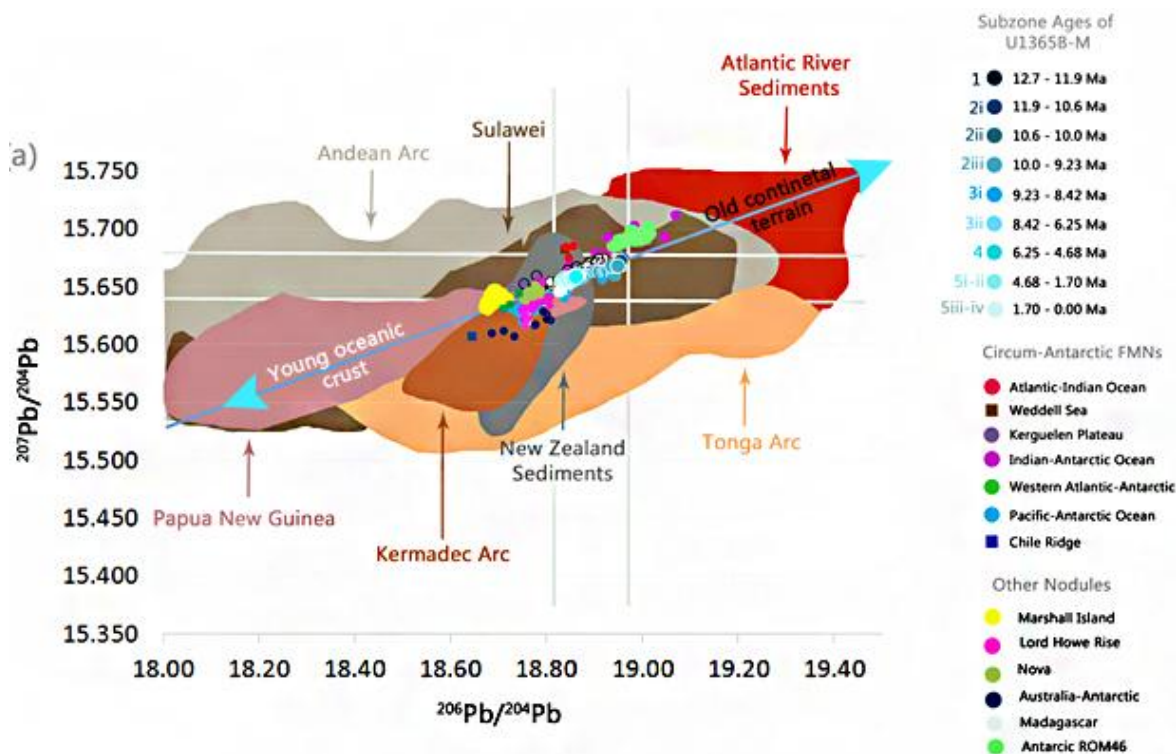 a)
Atlantic River
Sediments
Sulawei
Andean Arc
Old continetal
terrain
Young oceanic
crust
New Zealand
Sediments
Tonga Arc
Papua New Guinea
Kermadec Arc
15.750
15.700
15.650
15.600
15.550
15.500
15.450
15.400
15.350
²⁰⁷Pb/²⁰⁴Pb
18.00 18.20 18.40 18.60 18.80 19.00 19.20 19.40
²⁰⁶Pb/²⁰⁴Pb
Subzone Ages of
U1365B-M
1 12.7 - 11.9 Ma
2i 11.9 - 10.6 Ma
2ii 10.6 - 10.0 Ma
2iii 10.0 - 9.23 Ma
3i 9.23 - 8.42 Ma
3ii 8.42 - 6.25 Ma
4 6.25 - 4.68 Ma
5i-ii 4.68 - 1.70 Ma
5iii-iv 1.70 - 0.00 Ma
Circum-Antarctic FMNs
Atlantic-Indian Ocean
Weddell Sea
Kerguelen Plateau
Indian-Antarctic Ocean
Western Atlantic-Antarctic
Pacific-Antarctic Ocean
Chile Ridge
Other Nodules
Marshall Island
Lord Howe Rise
Nova
Australia-Antarctic
Madagascar
Antarcic ROM46